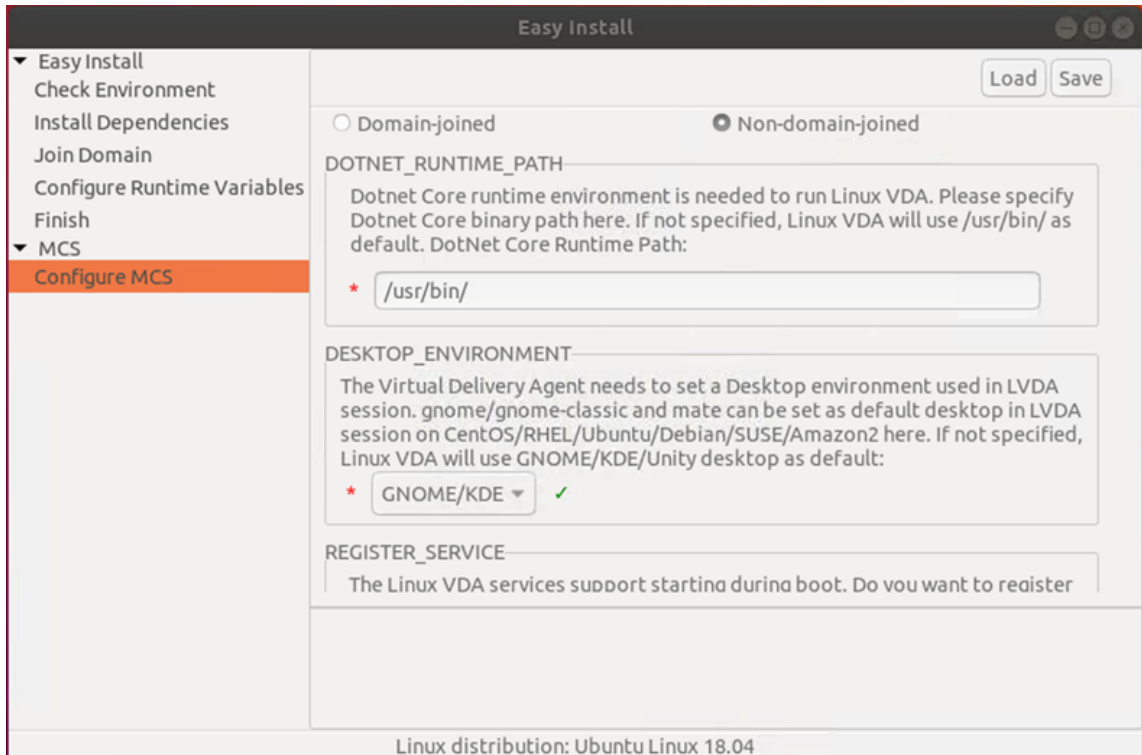 Easy Install
Easy Install
Check Environment
Install Dependencies
Join Domain
Configure Runtime Variables
Finish
MCS
Configure MCS
Load Save
Domain-joined Non-domain-joined
DOTNET_RUNTIME_PATH
Dotnet Core runtime environment is needed to run Linux VDA. Please specify
Dotnet Core binary path here. If not specified, Linux VDA will use /usr/bin/ as
default. DotNet Core Runtime Path:
* /usr/bin/
DESKTOP_ENVIRONMENT
The Virtual Delivery Agent needs to set a Desktop environment used in LVDA
session. gnome/gnome-classic and mate can be set as default desktop in LVDA
session on CentOS/RHEL/Ubuntu/Debian/SUSE/Amazon2 here. If not specified,
Linux VDA will use GNOME/KDE/Unity desktop as default:
* GNOME/KDE ✓
REGISTER_SERVICE
The Linux VDA services support starting during boot. Do you want to register
Linux distribution: Ubuntu Linux 18.04